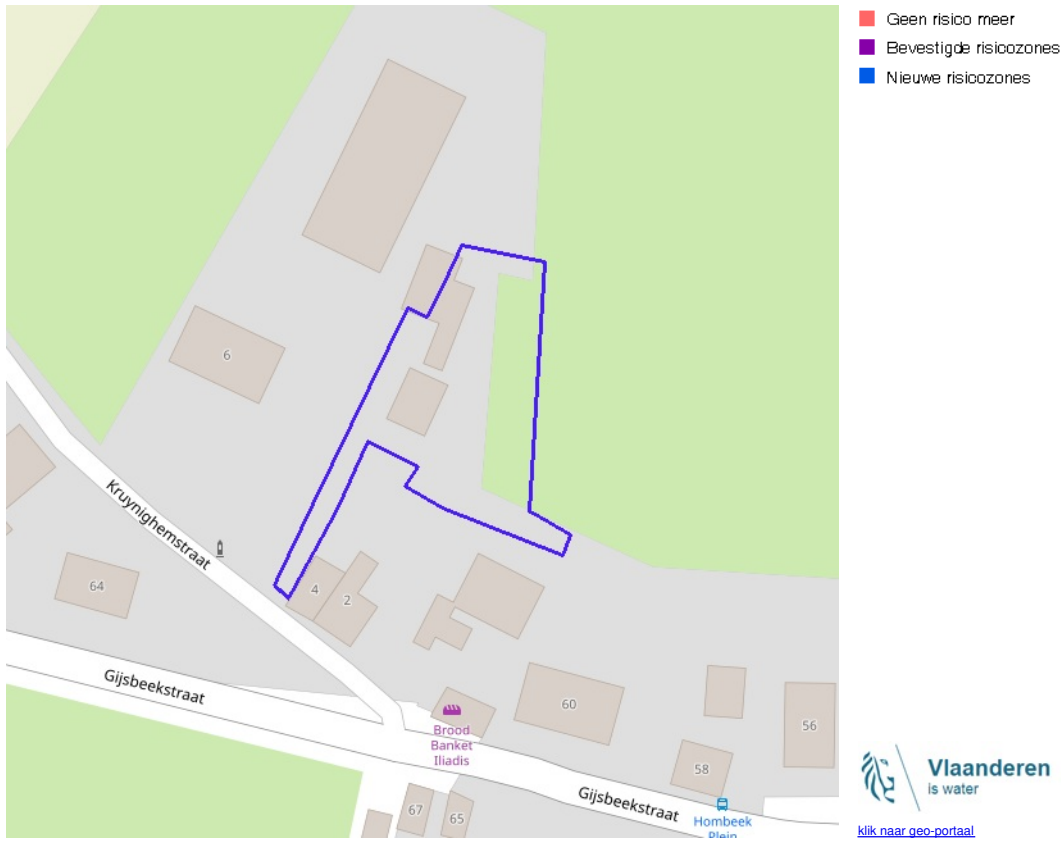 Geen risico meer
Bevestigde risicozones
Nieuwe risicozones
6
Kruynighemstraat
64
4
2
Gijsbeekstraat
Brood
Banket
Iliadis
60
56
58
67
65
Gijsbeekstraat
Hombeek
Plein
Vlaanderen
is water
klik naar geo-portaal